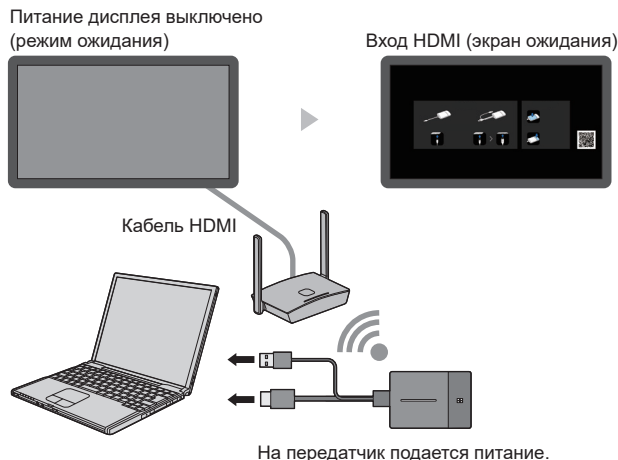 Питание дисплея выключено
(режим ожидания)
Вход HDMI (экран ожидания)
Кабель HDMI
На передатчик подается питание.